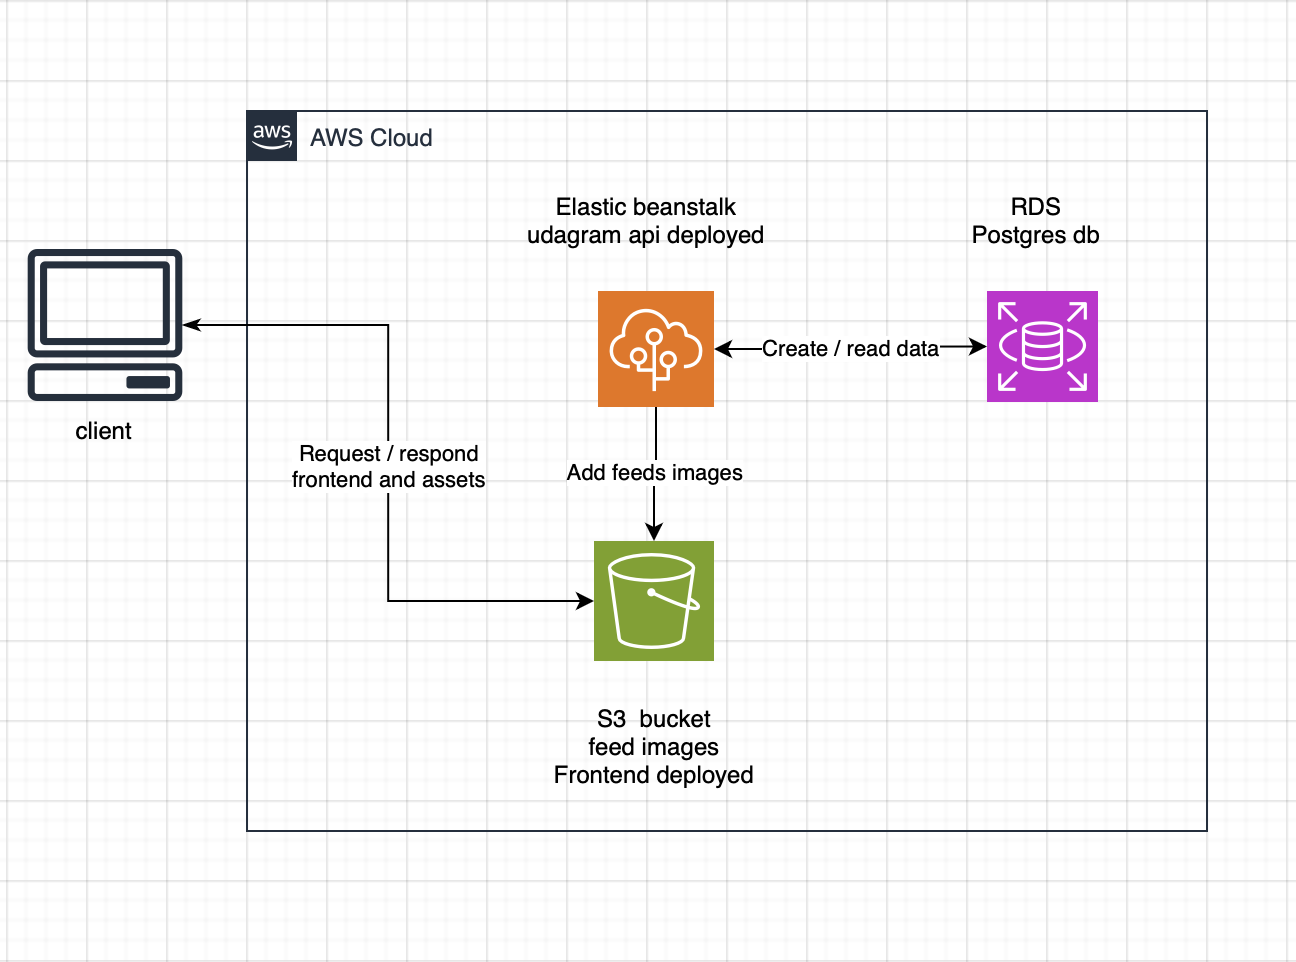 aws
AWS Cloud
Elastic beanstalk
udagram api deployed
RDS
Postgres db
Create / read data
client
Request / respond
frontend and assets
Add feeds images
S3  bucket
feed images
Frontend deployed